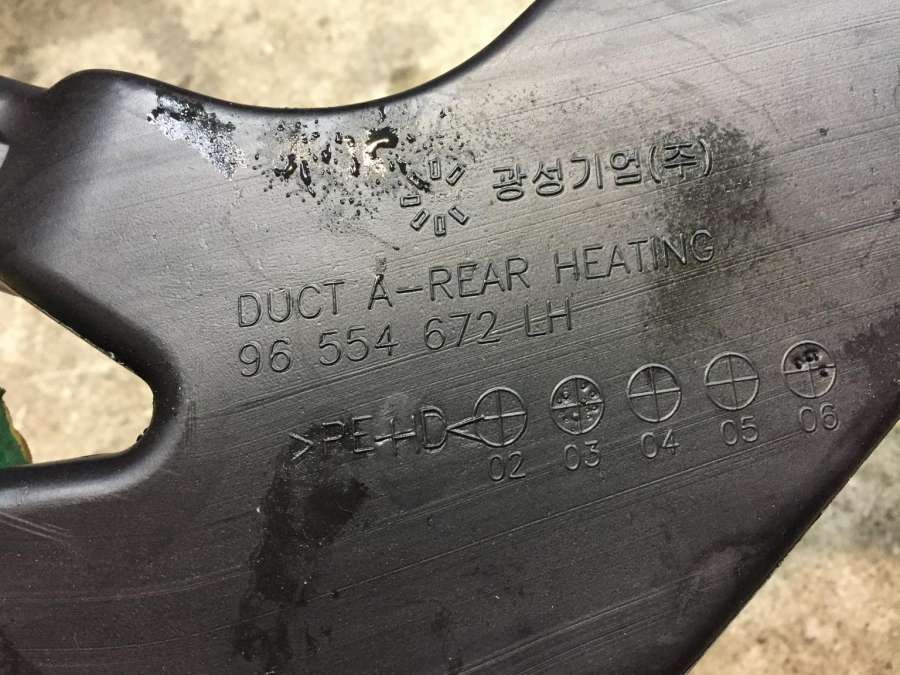 광성기업(주)
DUCT A-REAR HEATING
96 554 672 LH
>PE-HD<
02 03 04 05 06